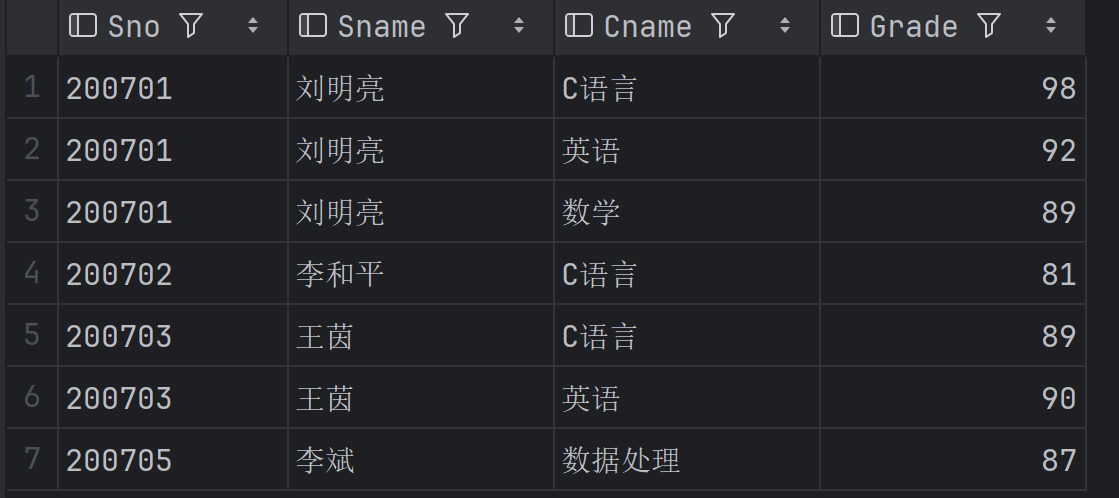 Sno Sname Cname Grade
1 200701 刘明亮 C语言 98
2 200701 刘明亮 英语 92
3 200701 刘明亮 数学 89
4 200702 李和平 C语言 81
5 200703 王茵 C语言 89
6 200703 王茵 英语 90
7 200705 李斌 数据处理 87